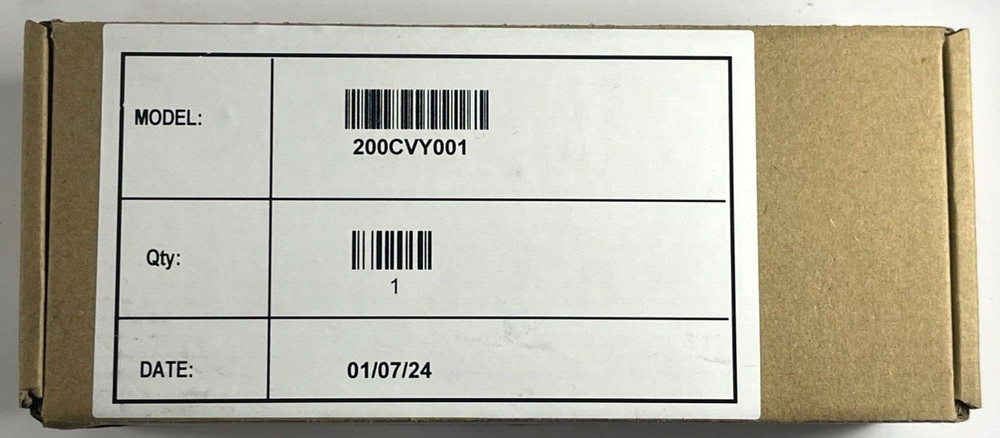 MODEL: 200CVY001
Qty: 1
DATE: 01/07/24